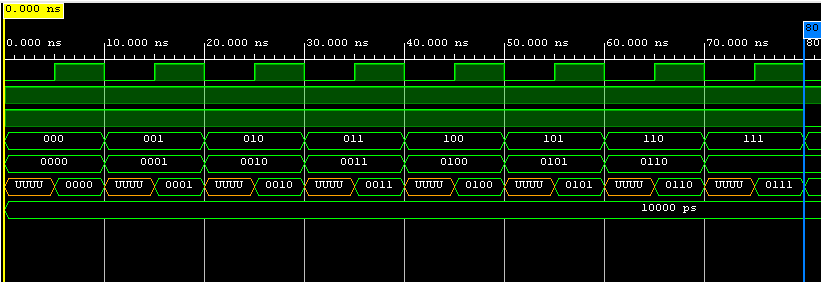 0.000 ns
80
0.000 ns 10.000 ns 20.000 ns 30.000 ns 40.000 ns 50.000 ns 60.000 ns 70.000 ns 80
000 001 010 011 100 101 110 111
0000 0001 0010 0011 0100 0101 0110
UUUU 0000 UUUU 0001 UUUU 0010 UUUU 0011 UUUU 0100 UUUU 0101 UUUU 0110 UUUU 0111
10000 ps